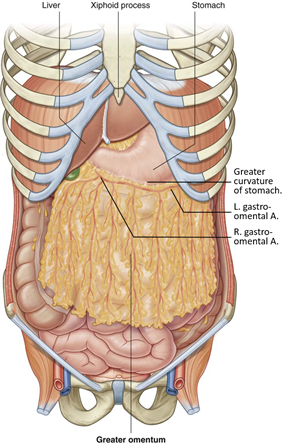 Liver
Xiphoid process
Stomach
Greater
curvature
of stomach.
L. gastro-
omental A.
R. gastro-
omental A.
Greater omentum